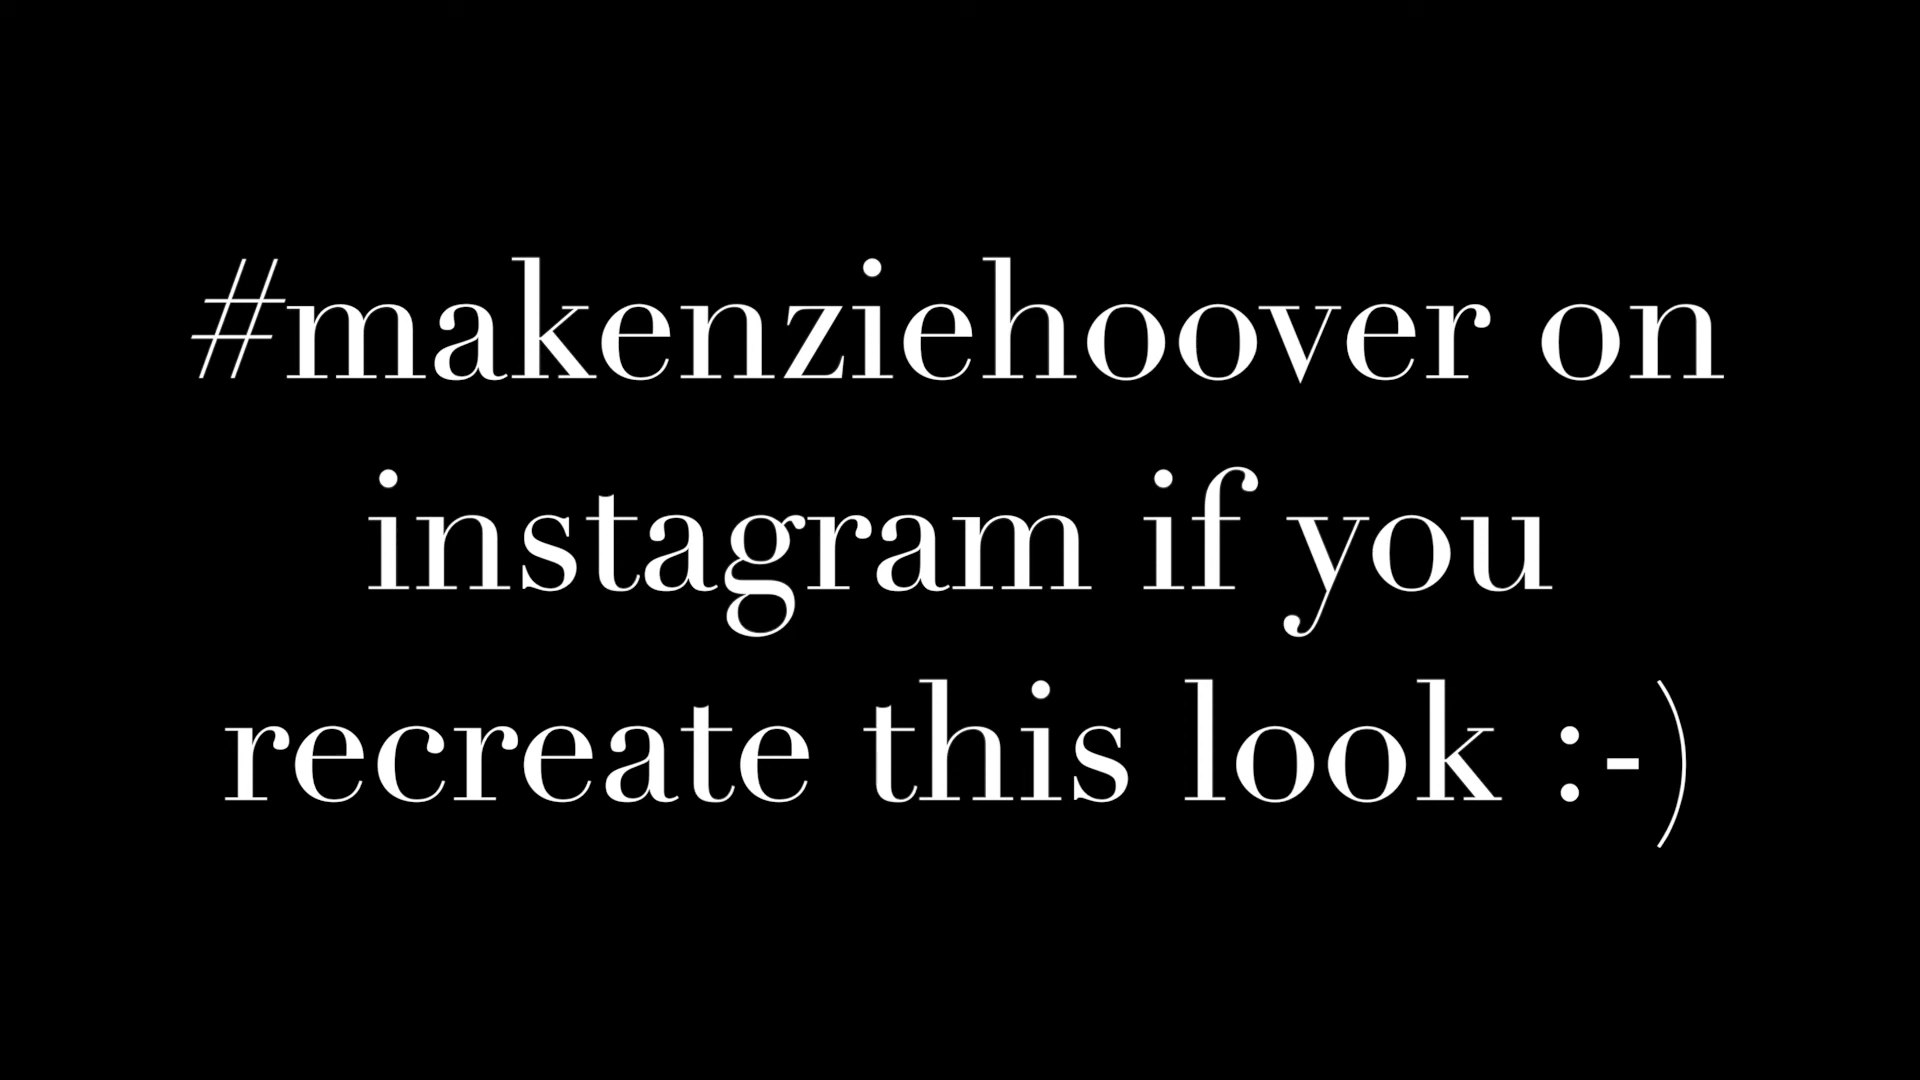 #makenziehoover on
instagram if you
recreate this look :-)